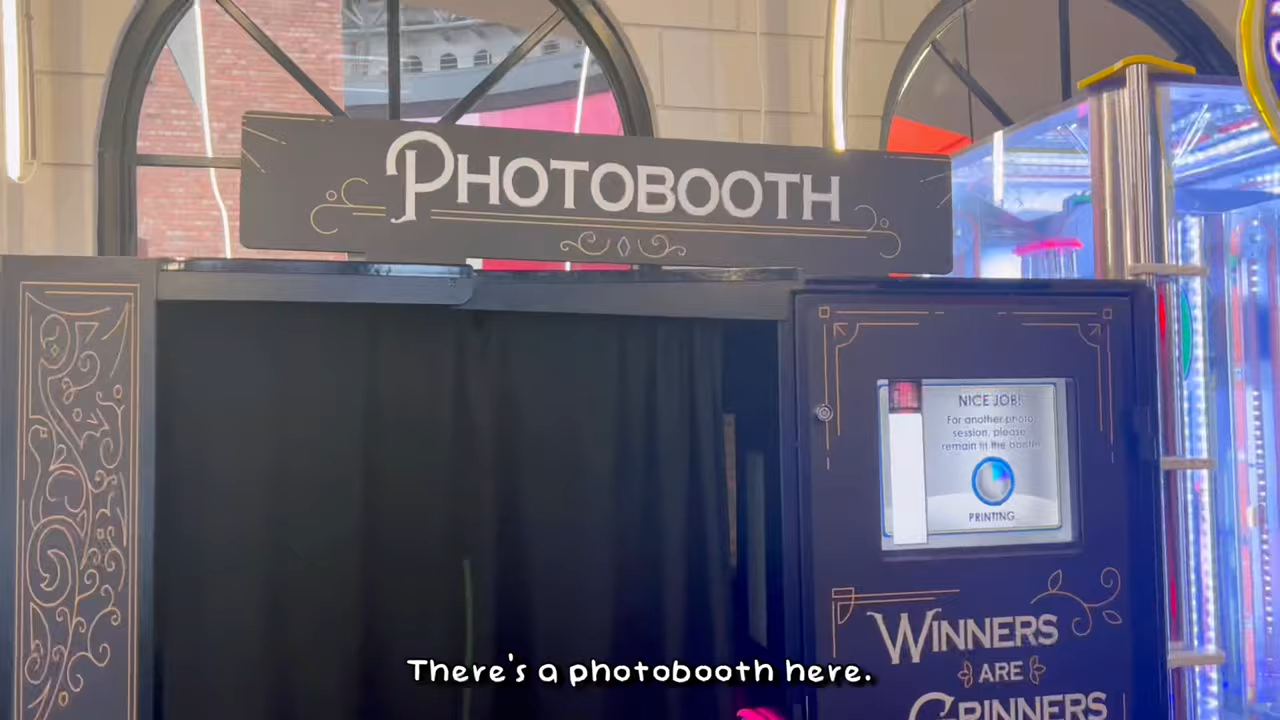 PHOTOBOOTH
NICE JOB!
For another photo
session, please
remain in the booth
PRINTING
WINNERS
ARE
GRINNERS
There's a photobooth here.